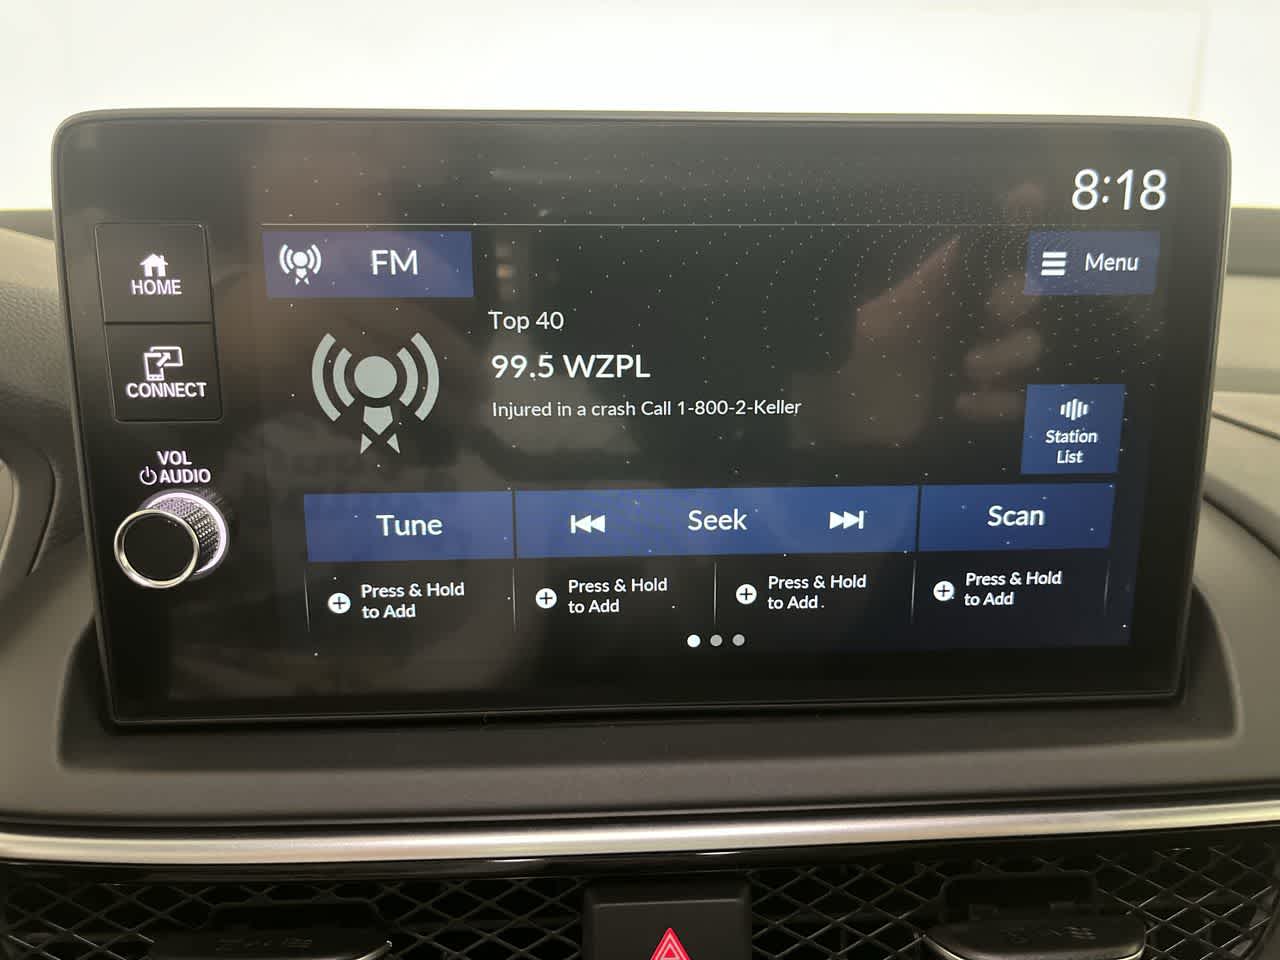 8:18
HOME
FM
Menu
Top 40
CONNECT
99.5 WZPL
Injured in a crash Call 1-800-2-Keller
Station
List
VOL
AUDIO
Tune
Seek
Scan
Press & Hold
to Add
Press & Hold
to Add
Press & Hold
to Add
Press & Hold
to Add